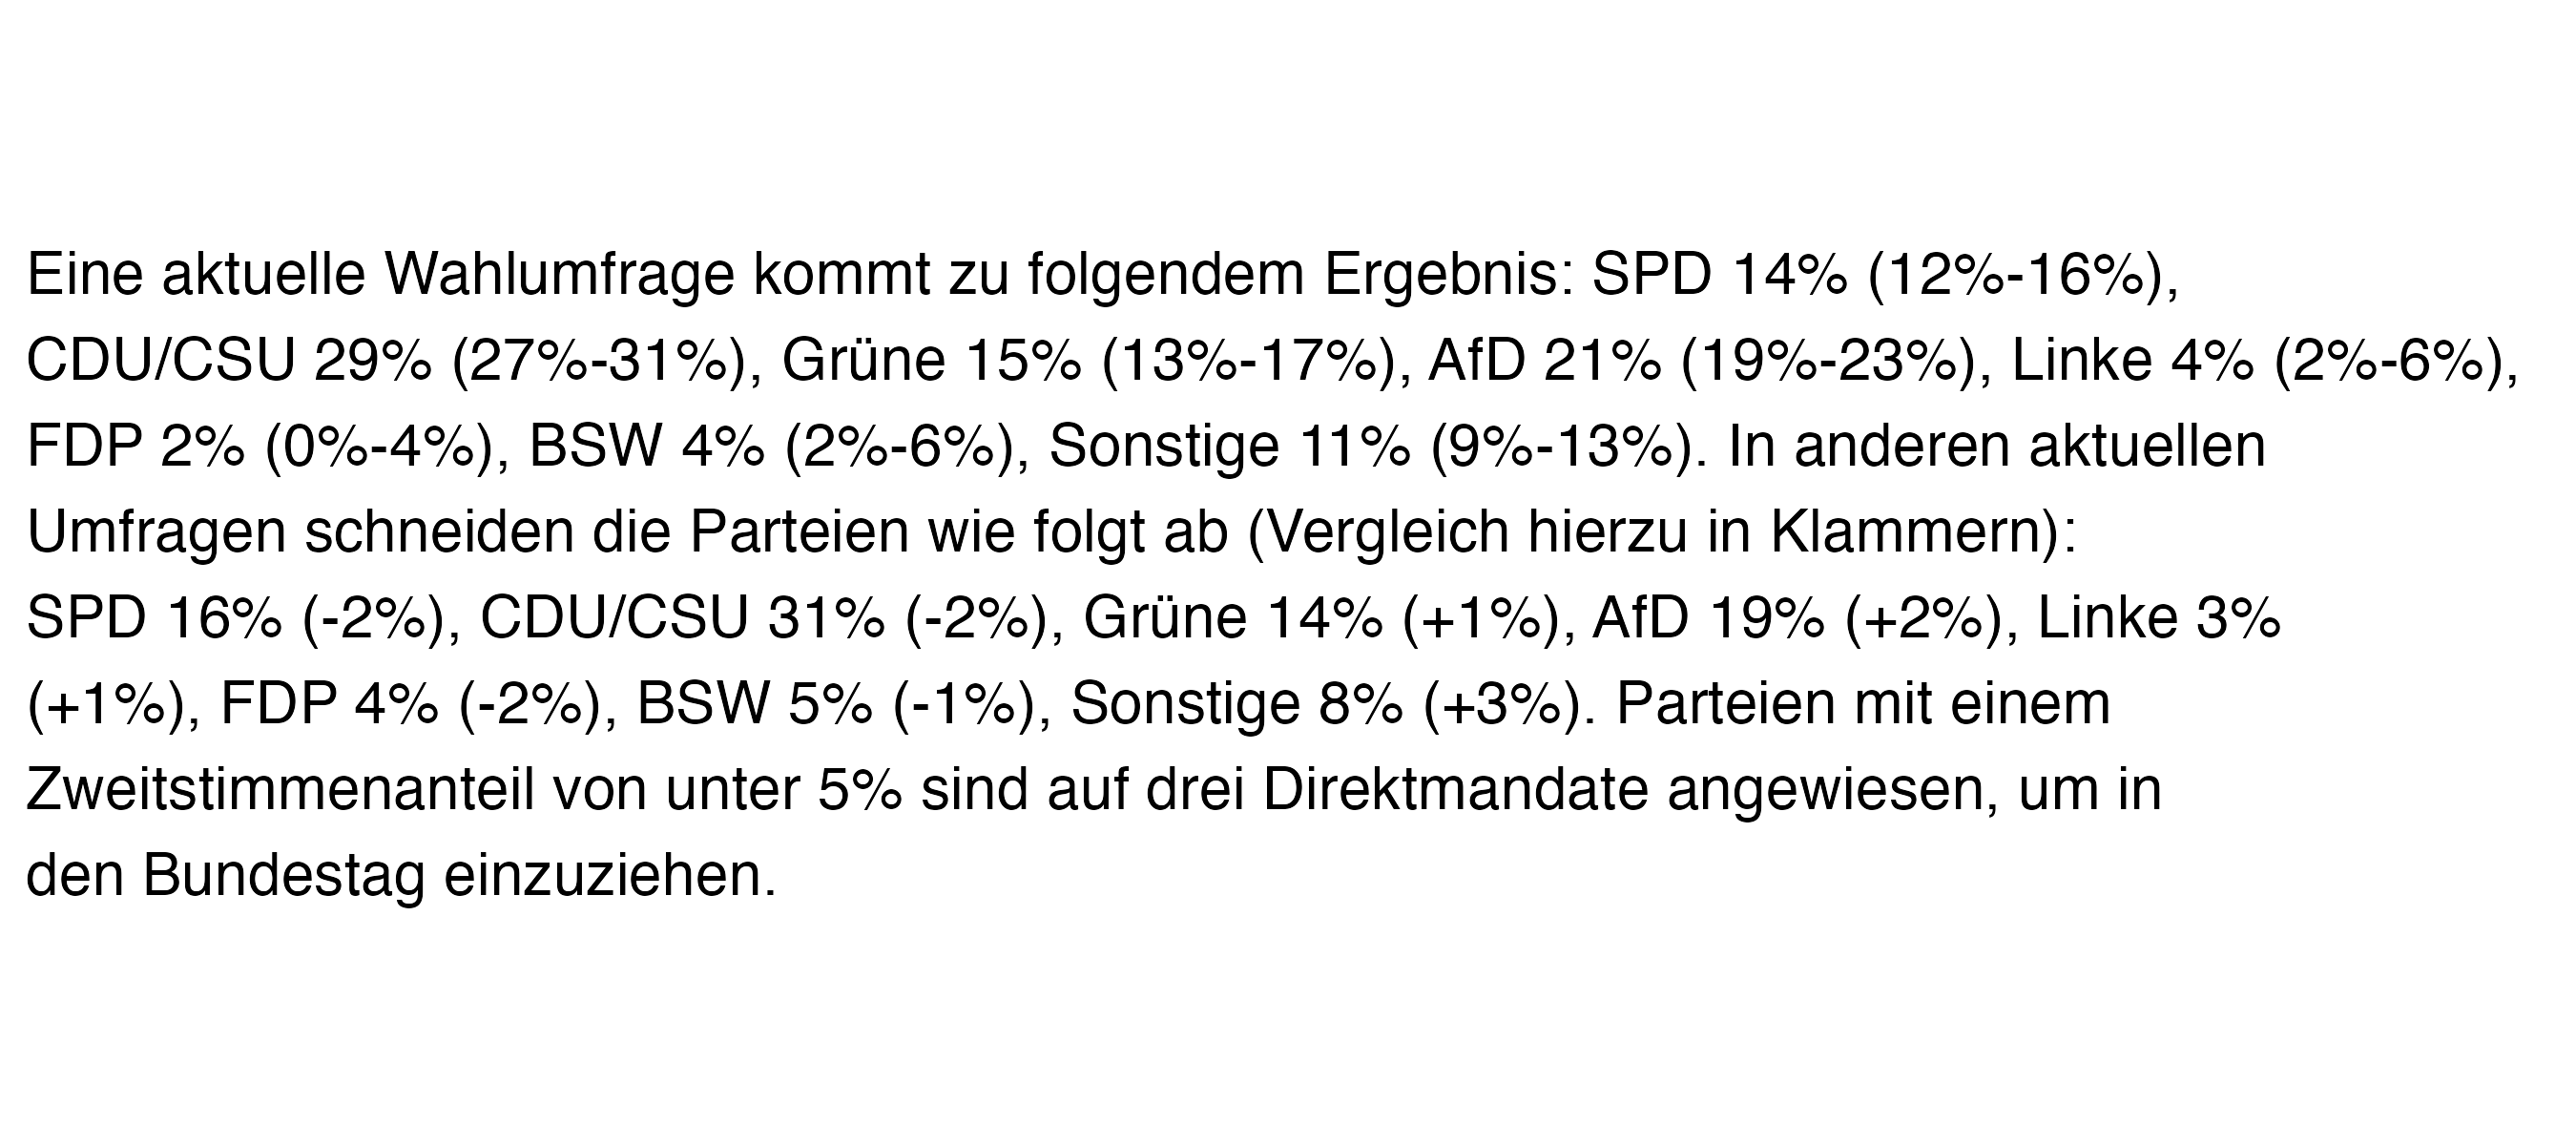 Eine aktuelle Wahlumfrage kommt zu folgendem Ergebnis: SPD 14% (12%-16%),
CDU/CSU 29% (27%-31%), Grüne 15% (13%-17%), AfD 21% (19%-23%), Linke 4% (2%-6%),
FDP 2% (0%-4%), BSW 4% (2%-6%), Sonstige 11% (9%-13%). In anderen aktuellen
Umfragen schneiden die Parteien wie folgt ab (Vergleich hierzu in Klammern):
SPD 16% (-2%), CDU/CSU 31% (-2%), Grüne 14% (+1%), AfD 19% (+2%), Linke 3%
(+1%), FDP 4% (-2%), BSW 5% (-1%), Sonstige 8% (+3%). Parteien mit einem
Zweitstimmenanteil von unter 5% sind auf drei Direktmandate angewiesen, um in
den Bundestag einzuziehen.